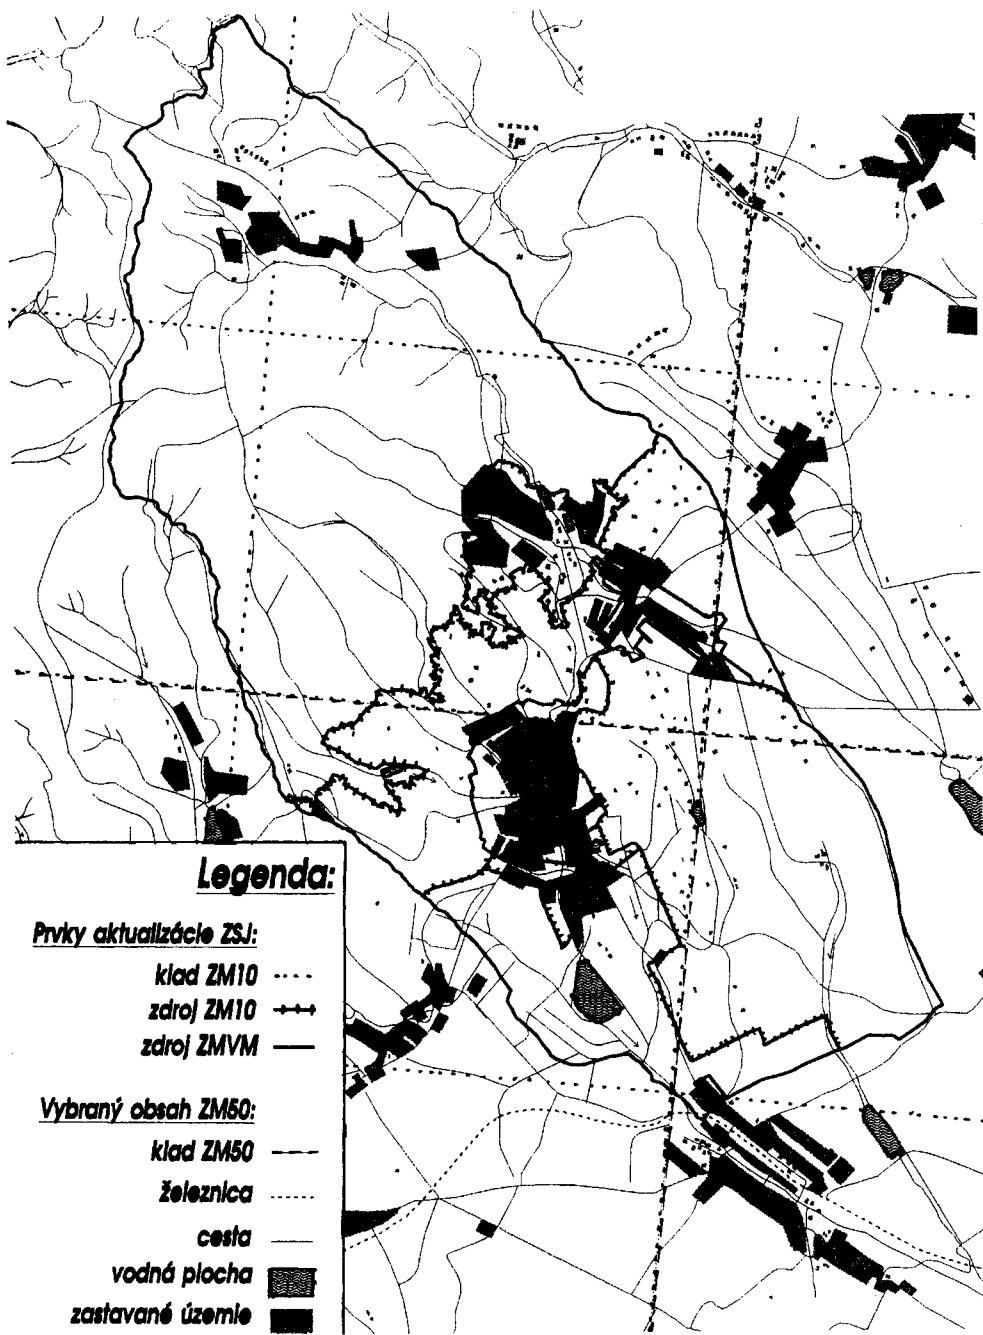 Legenda:
Prvky aktualizácie ZSJ:
klad ZM10
zdroj ZM10
zdroj ZMVM
Vybraný obsah ZM50:
klad ZM50
železnica
cesta
vodná plocha
zastavané územie